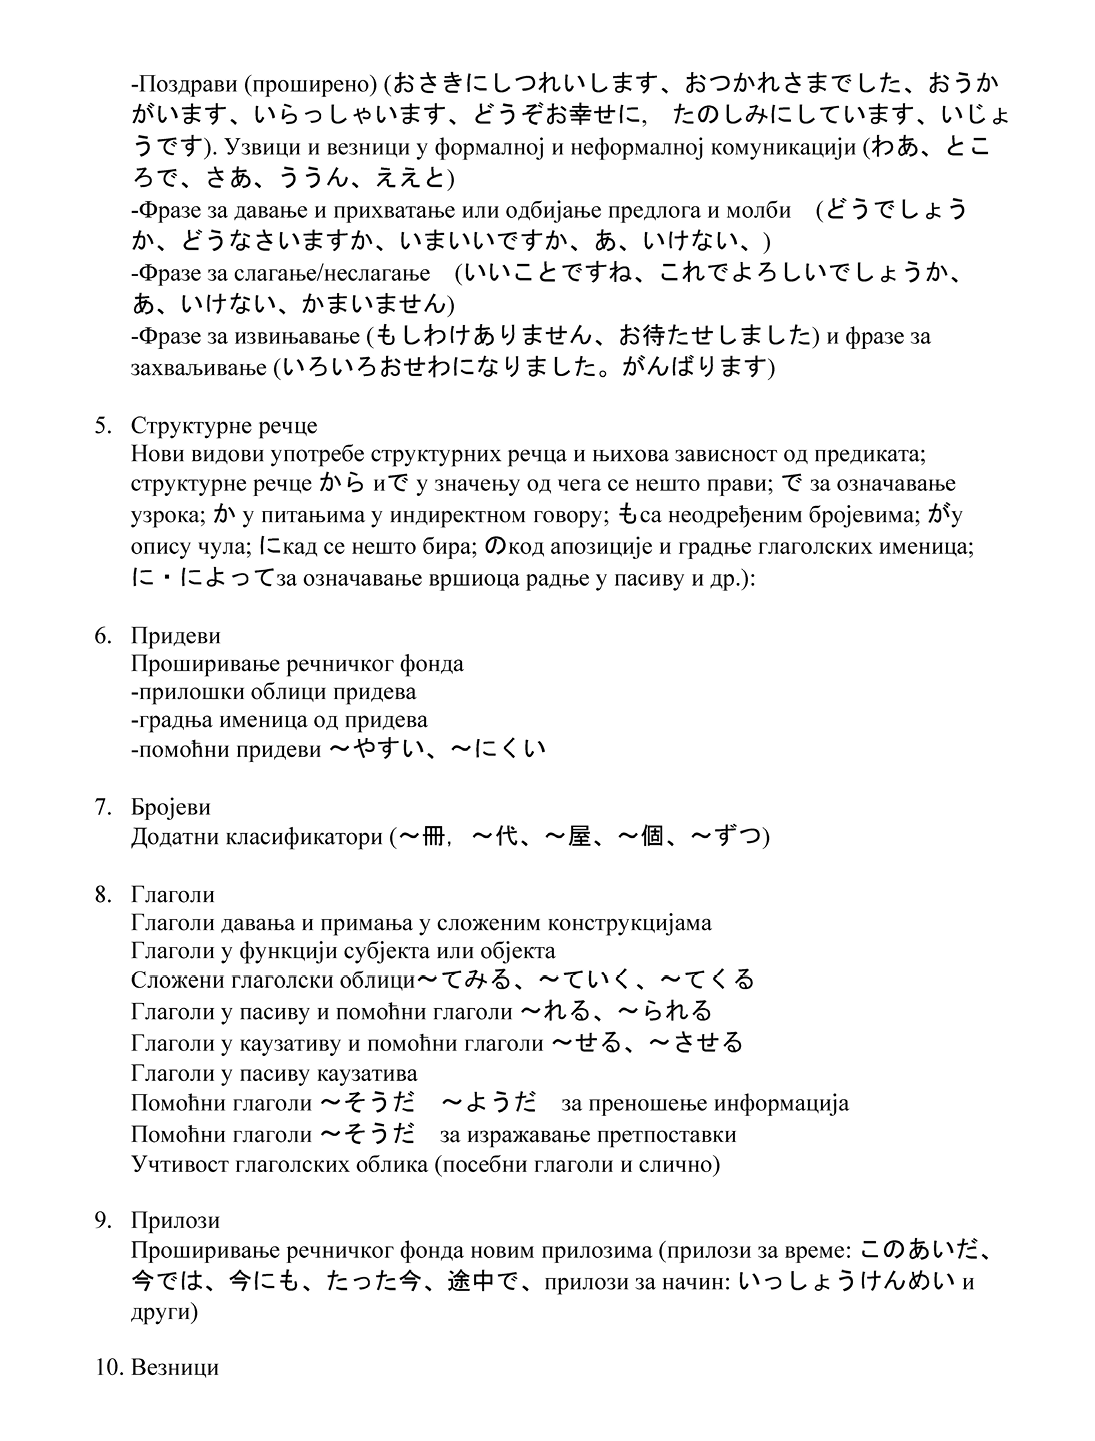 -Поздрави (проширено) (おさきにしつれいします、おつかれさまでした、おうか
がいます、いらっしゃいます、どうぞお幸せに,　たのしみにしています、いじょ
うです). Узвици и везници у формалној и неформалној комуникацији (わあ、とこ
ろで、さあ、ううん、ええと)
-Фразе за давање и прихватање или одбијање предлога и молби　(どうでしょう
か、どうなさいますか、いまいいですか、あ、いけない、)
-Фразе за слагање/неслагање　(いいことですね、これでよろしいでしょうか、
あ、いけない、かまいません)
-Фразе за извињавање (もしわけありません、お待たせしました) и фразе за
захваљивање (いろいろおせわになりました。がんばります)
5. Структурне речце
Нови видови употребе структурних речца и њихова зависност од предиката;
структурне речце から иで у значењу од чега се нешто прави; で за означавање
узрока; か у питањима у индиректном говору; もса неодређеним бројевима; がу
опису чула; にкад се нешто бира; のкод апозиције и градње глаголских именица;
に・によってза означавање вршиоца радње у пасиву и др.):
6. Придеви
Проширивање речничког фонда
-прилошки облици придева
-градња именица од придева
-помоћни придеви ～やすい、～にくい
7. Бројеви
Додатни класификатори (～冊, ～代、～屋、～個、～ずつ)
8. Глаголи
Глаголи давања и примања у сложеним конструкцијама
Глаголи у функцији субјекта или објекта
Сложени глаголски облици～てみる、～ていく、～てくる
Глаголи у пасиву и помоћни глаголи ～れる、～られる
Глаголи у каузативу и помоћни глаголи ～せる、～させる
Глаголи у пасиву каузатива
Помоћни глаголи ～そうだ　～ようだ　за преношење информација
Помоћни глаголи ～そうだ　за изражавање претпоставки
Учтивост глаголских облика (посебни глаголи и слично)
9. Прилози
Проширивање речничког фонда новим прилозима (прилози за време: このあいだ、
今では、今にも、たった今、途中で、прилози за начин: いっしょうけんめい и
други)
10. Везници